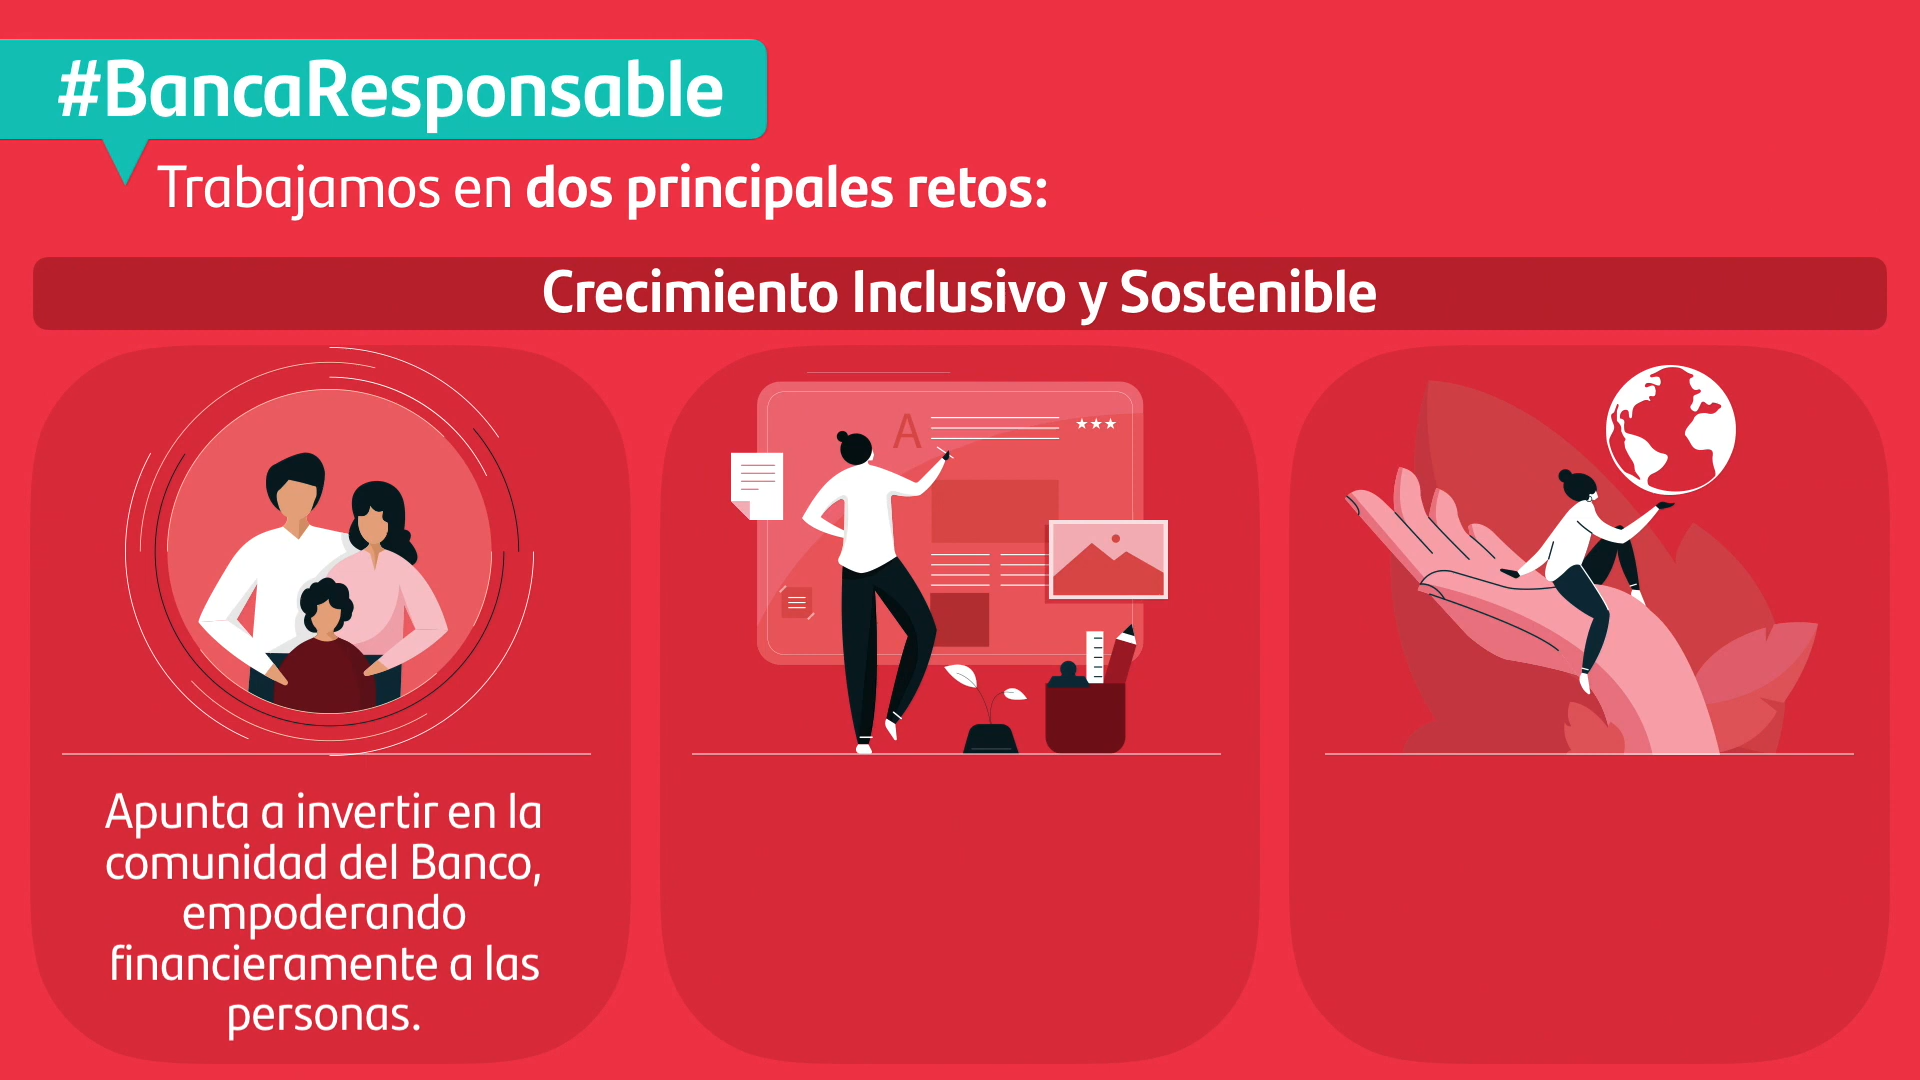 #BancaResponsable
Trabajamos en dos principales retos:
Crecimiento Inclusivo y Sostenible
A
Apunta a invertir en la
comunidad del Banco,
empoderando
financieramente a las
personas.